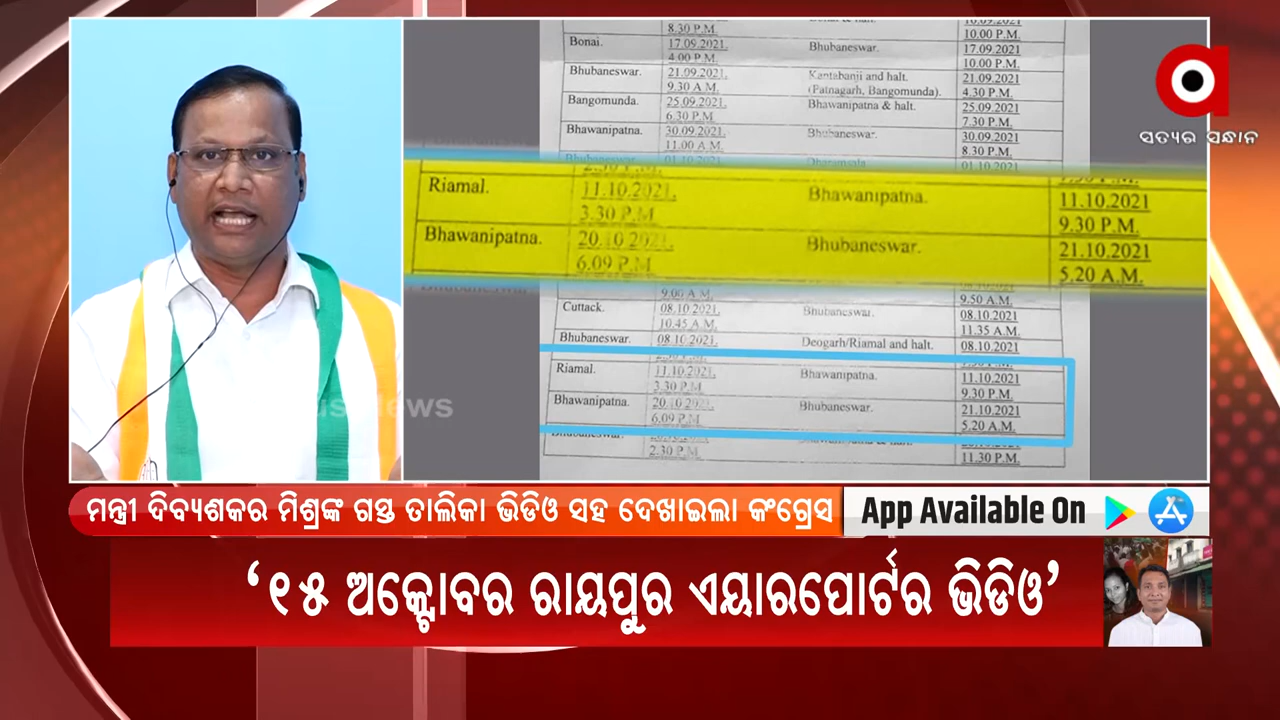 8.30 P.M.
10.00 P.M.
Bonai. 17.09.2021. Bhubaneswar. 17.09.2021
4.00 P.M. 10.00 P.M.
Bhubaneswar. 21.09.2021. Kantabanji and halt. 21.09.2021
9.30 A.M. (Patnagarh, Bangomunda). 4.30 P.M.
Bangomunda. 25.09.2021. Bhawanipatna & halt. 25.09.2021
6.30 P.M. 7.30 P.M.
Bhawanipatna. 30.09.2021. Bhubaneswar. 30.09.2021
11.00 A.M. 8.30 P.M.
Riamal. 11.10.2021. Bhawanipatna. 11.10.2021
3.30 P.M 9.30 P.M.
Bhawanipatna. 20.10.2021. Bhubaneswar. 21.10.2021
6.09 P.M 5.20 A.M.
9.00 A.M. 9.50 A.M.
Cuttack. 08.10.2021. Bhubaneswar. 08.10.2021
10.45 A.M. 11.35 A.M.
Bhubaneswar. 08.10.2021. Deogarh/Riamal and halt. 08.10.2021
Riamal. 11.10.2021. Bhawanipatna. 11.10.2021
3.30 P.M. 9.30 P.M.
Bhawanipatna. 20.10.2021. Bhubaneswar. 21.10.2021
6.09 P.M. 5.20 A.M.
2.30 P.M. 11.30 P.M.
ସତ୍ୟର ସନ୍ଧାନ
News
ମନ୍ତ୍ରୀ ଦିବ୍ୟଶଙ୍କର ମିଶ୍ରଙ୍କ ଗସ୍ତ ତାଲିକା ଭିଡିଓ ସହ ଦେଖାଇଲା କଂଗ୍ରେସ
App Available On
‘୧୫ ଅକ୍ଟୋବର ରାୟପୁର ଏୟାରପୋର୍ଟର ଭିଡିଓ’